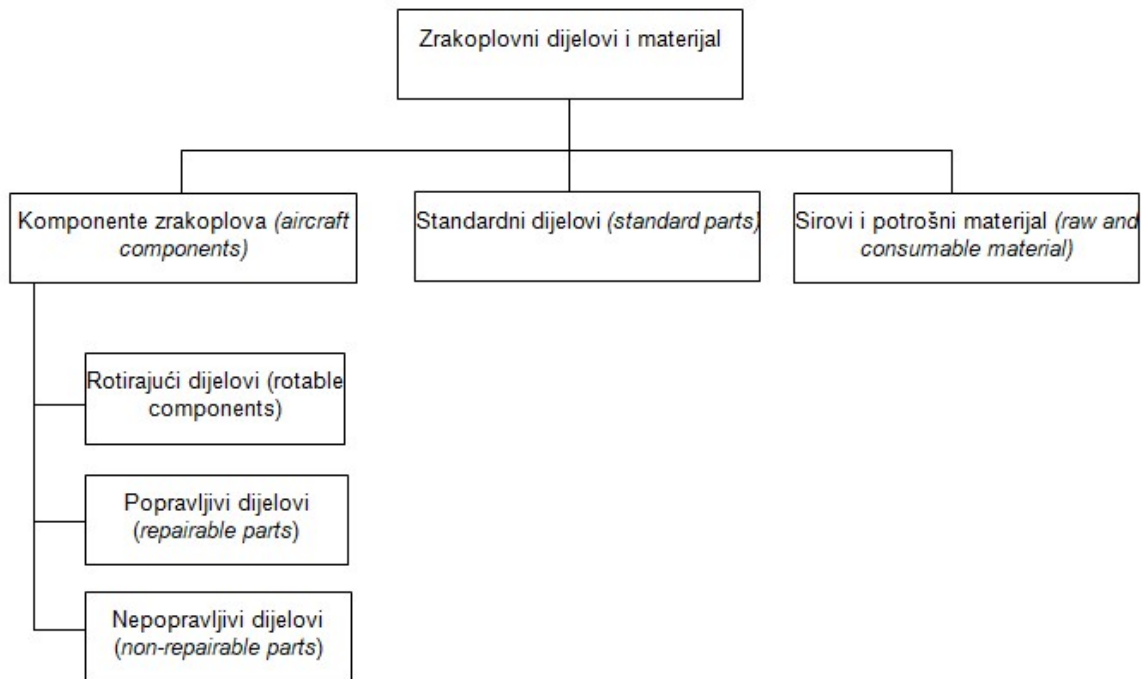 Zrakoplovni dijelovi i materijal
Komponente zrakoplova (aircraft
components)
Standardni dijelovi (standard parts)
Sirovi i potrošni materijal (raw and
consumable material)
Rotirajući dijelovi (rotable
components)
Popravljivi dijelovi
(repairable parts)
Nepopravljivi dijelovi
(non-repairable parts)